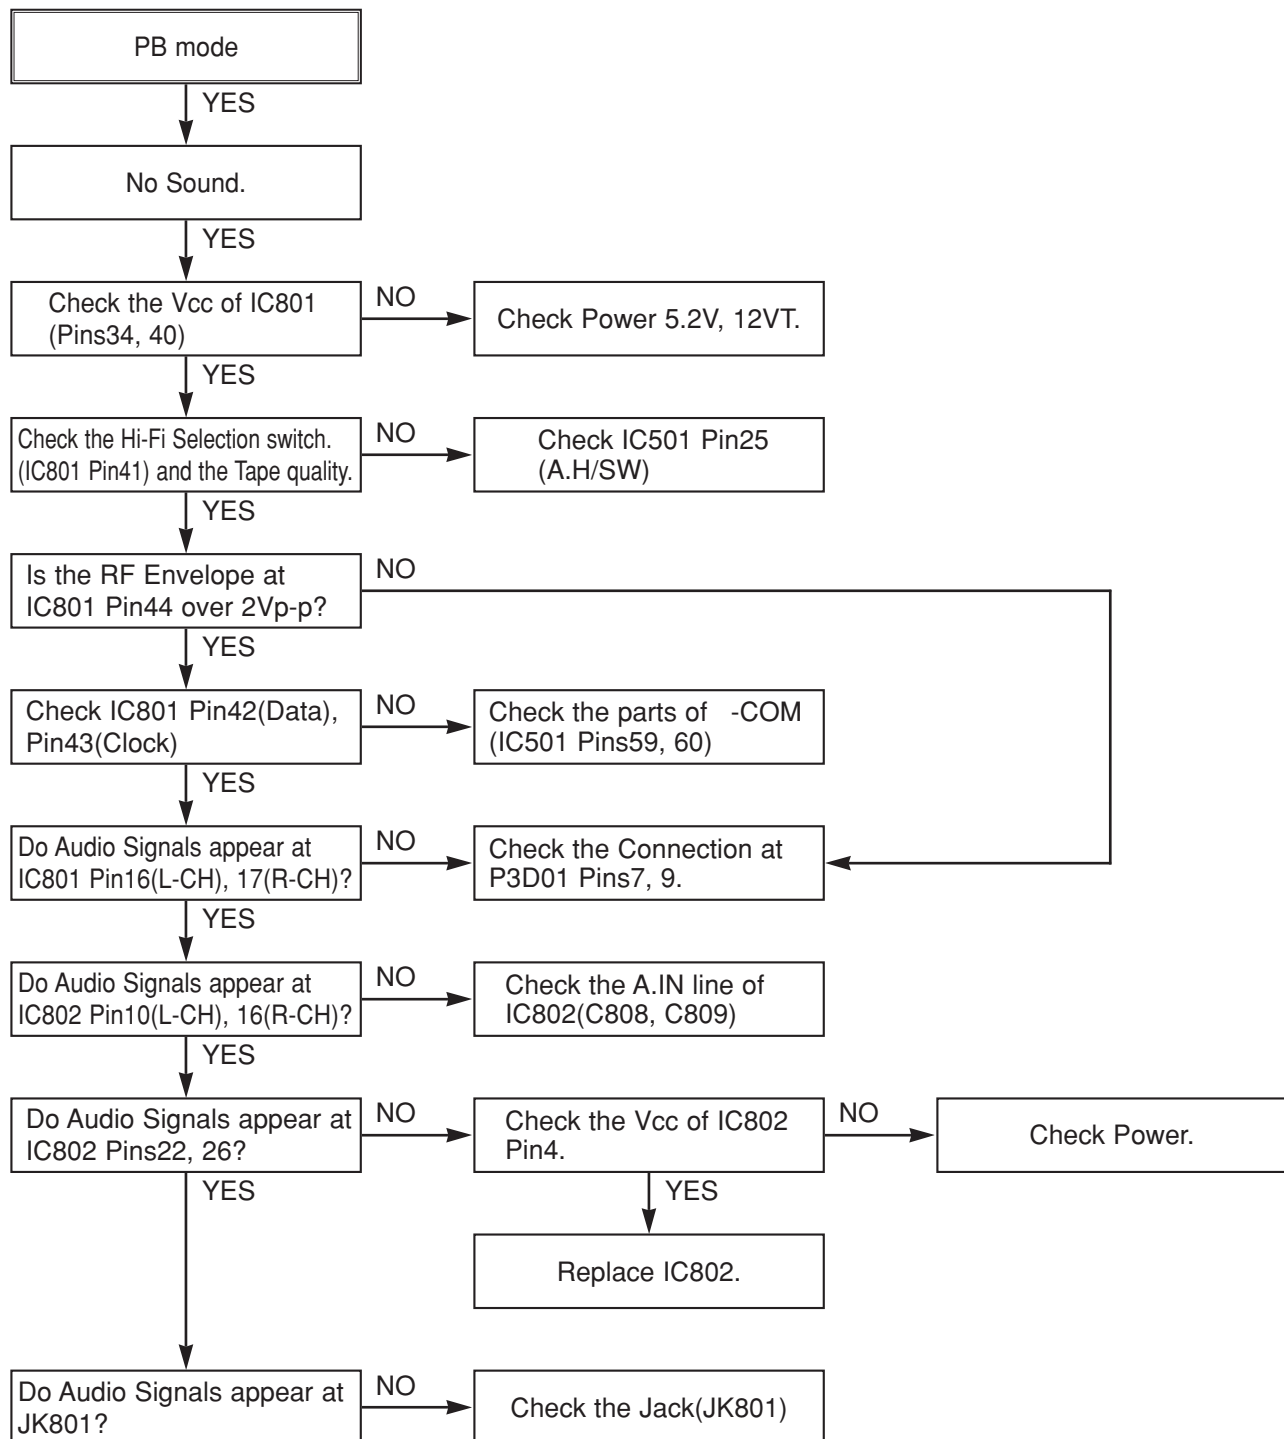 PB mode
YES
No Sound.
YES
Check the Vcc of IC801
(Pins34, 40)
NO
Check Power 5.2V, 12VT.
YES
Check the Hi-Fi Selection switch.
(IC801 Pin41) and the Tape quality.
NO
Check IC501 Pin25
(A.H/SW)
YES
Is the RF Envelope at
IC801 Pin44 over 2Vp-p?
NO
YES
Check IC801 Pin42(Data),
Pin43(Clock)
NO
Check the parts of -COM
(IC501 Pins59, 60)
YES
Do Audio Signals appear at
IC801 Pin16(L-CH), 17(R-CH)?
NO
Check the Connection at
P3D01 Pins7, 9.
YES
Do Audio Signals appear at
IC802 Pin10(L-CH), 16(R-CH)?
NO
Check the A.IN line of
IC802(C808, C809)
YES
Do Audio Signals appear at
IC802 Pins22, 26?
NO
Check the Vcc of IC802
Pin4.
NO
Check Power.
YES
YES
Replace IC802.
Do Audio Signals appear at
JK801?
NO
Check the Jack(JK801)